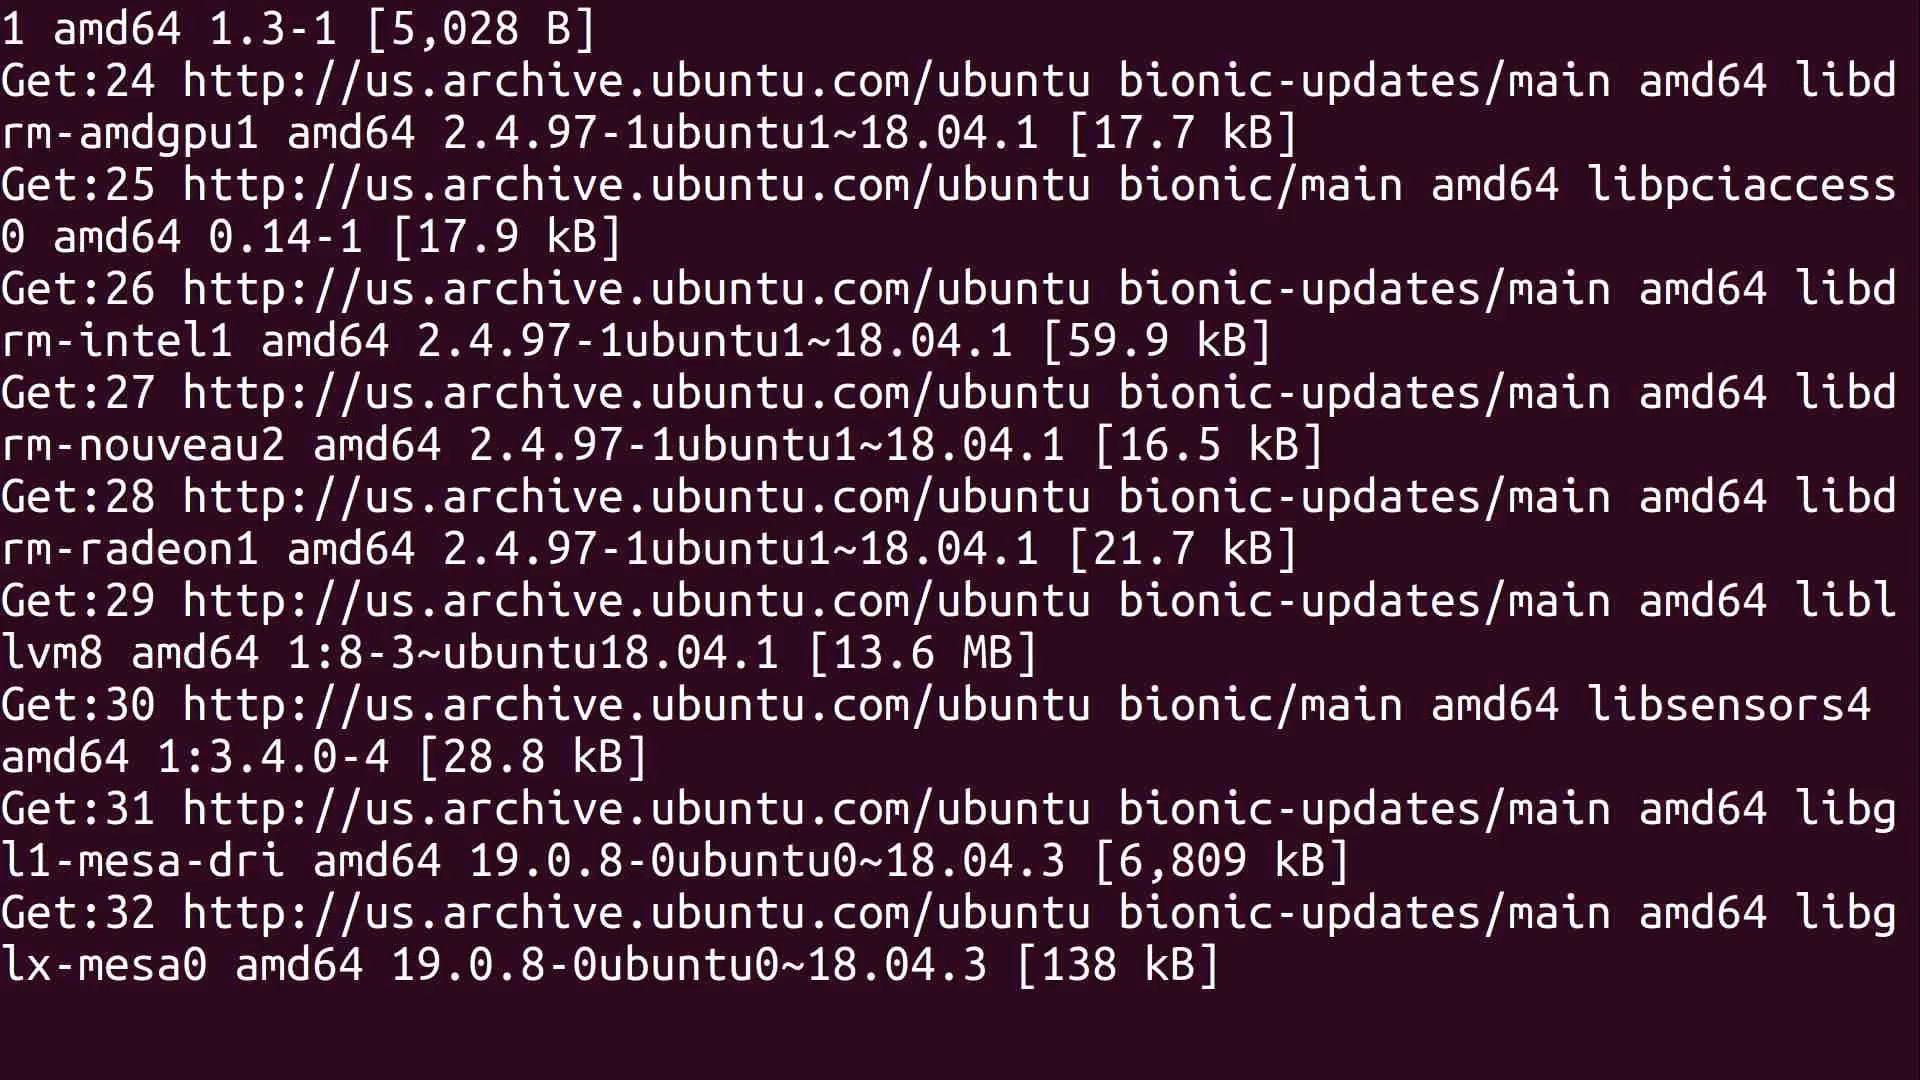 1 amd64 1.3-1 [5,028 B]
Get:24 http://us.archive.ubuntu.com/ubuntu bionic-updates/main amd64 libd
rm-amdgpu1 amd64 2.4.97-1ubuntu1~18.04.1 [17.7 kB]
Get:25 http://us.archive.ubuntu.com/ubuntu bionic/main amd64 libpciaccess
0 amd64 0.14-1 [17.9 kB]
Get:26 http://us.archive.ubuntu.com/ubuntu bionic-updates/main amd64 libd
rm-intel1 amd64 2.4.97-1ubuntu1~18.04.1 [59.9 kB]
Get:27 http://us.archive.ubuntu.com/ubuntu bionic-updates/main amd64 libd
rm-nouveau2 amd64 2.4.97-1ubuntu1~18.04.1 [16.5 kB]
Get:28 http://us.archive.ubuntu.com/ubuntu bionic-updates/main amd64 libd
rm-radeon1 amd64 2.4.97-1ubuntu1~18.04.1 [21.7 kB]
Get:29 http://us.archive.ubuntu.com/ubuntu bionic-updates/main amd64 libl
lvm8 amd64 1:8-3~ubuntu18.04.1 [13.6 MB]
Get:30 http://us.archive.ubuntu.com/ubuntu bionic/main amd64 libsensors4
amd64 1:3.4.0-4 [28.8 kB]
Get:31 http://us.archive.ubuntu.com/ubuntu bionic-updates/main amd64 libg
l1-mesa-dri amd64 19.0.8-0ubuntu0~18.04.3 [6,809 kB]
Get:32 http://us.archive.ubuntu.com/ubuntu bionic-updates/main amd64 libg
lx-mesa0 amd64 19.0.8-0ubuntu0~18.04.3 [138 kB]